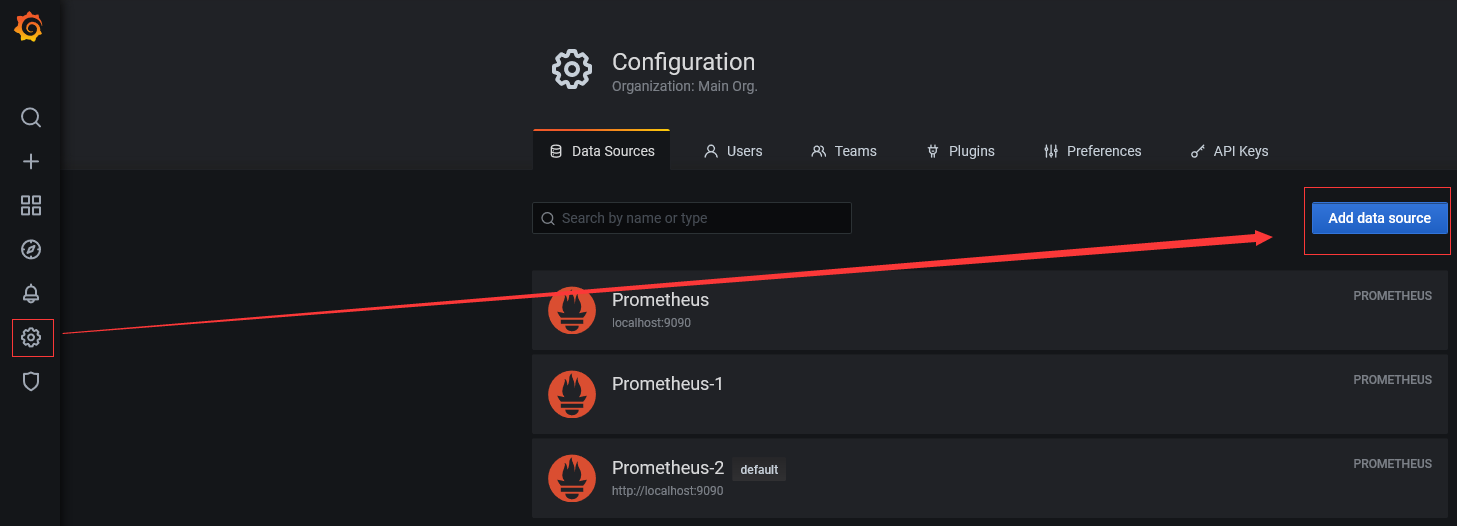 Configuration
Organization: Main Org.
Data Sources Users Teams Plugins Preferences API Keys
Search by name or type
Add data source
Prometheus
PROMETHEUS
localhost:9090
Prometheus-1
PROMETHEUS
Prometheus-2 default
PROMETHEUS
http://localhost:9090